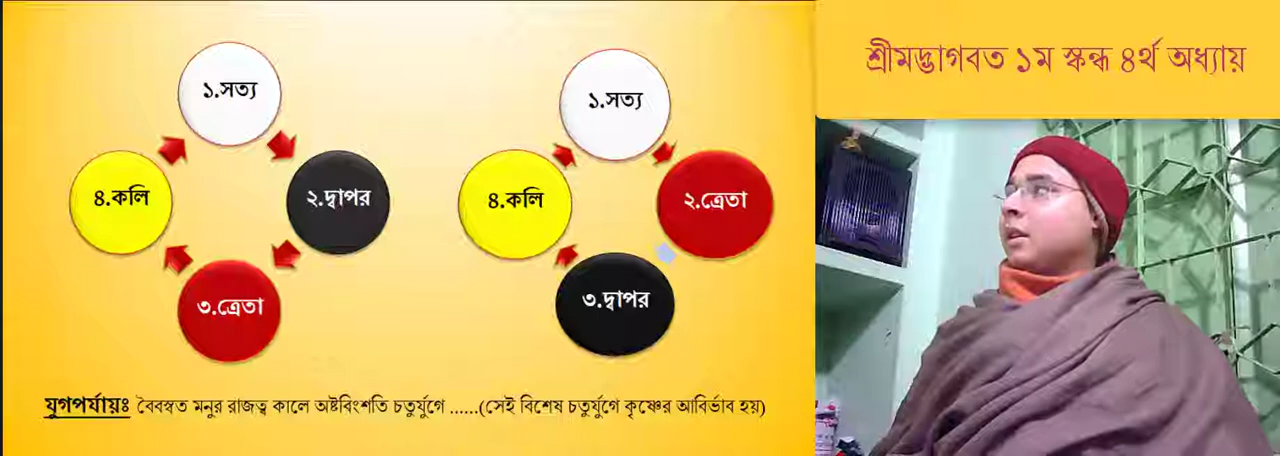 ১.সত্য
২.দ্বাপর
৩.ত্রেতা
৪.কলি
১.সত্য
২.ত্রেতা
৩.দ্বাপর
৪.কলি
যুগপর্যায়ঃ বৈবস্বত মনুর রাজত্ব কালে অষ্টবিংশতি চতুর্যুগে ......(সেই বিশেষ চতুর্যুগে কৃষ্ণের আবির্ভাব হয়)
শ্রীমদ্ভাগবত ১ম স্কন্ধ ৪র্থ অধ্যায়